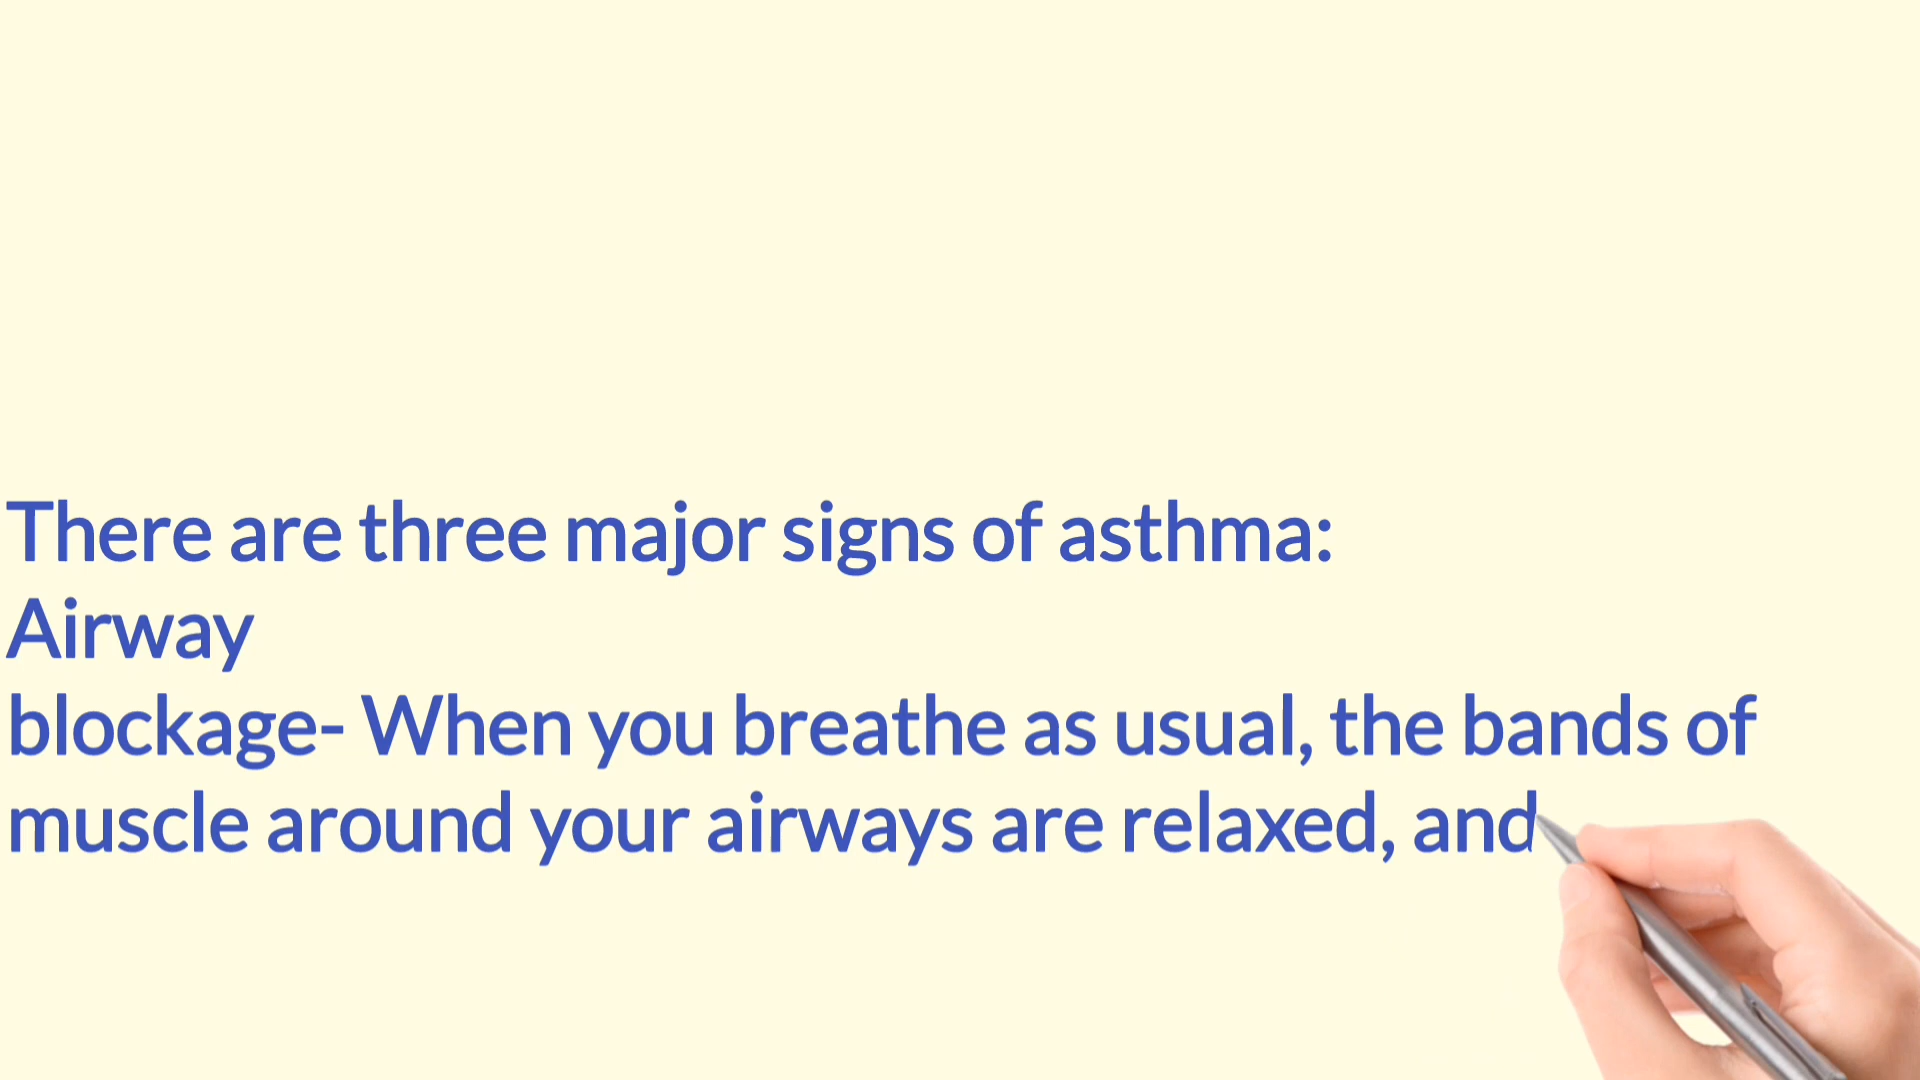 There are three major signs of asthma:
Airway
blockage- When you breathe as usual, the bands of
muscle around your airways are relaxed, and